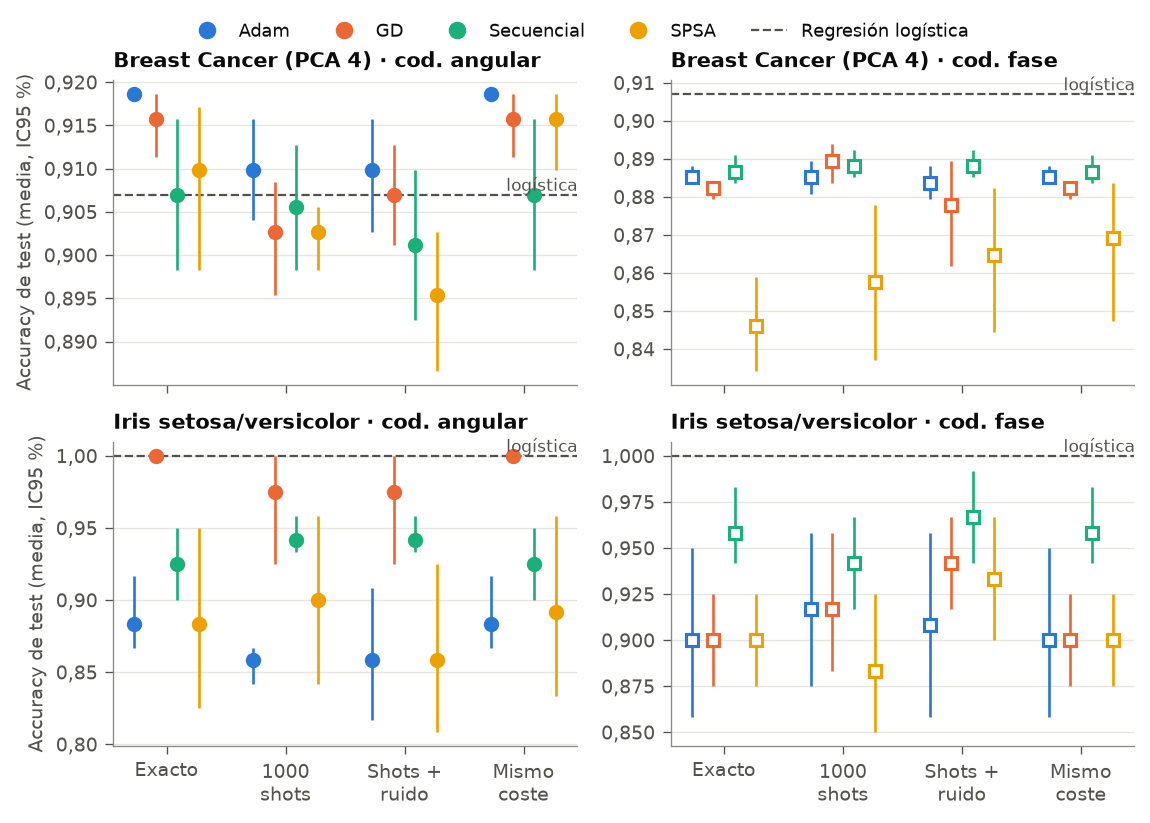 Adam GD Secuencial SPSA Regresión logística
Breast Cancer (PCA 4) · cod. angular
Accuracy de test (media, IC95 %)
0,920
0,915
0,910
0,905
0,900
0,895
0,890
logística
Breast Cancer (PCA 4) · cod. fase
0,91
0,90
0,89
0,88
0,87
0,86
0,85
0,84
logística
Iris setosa/versicolor · cod. angular
Accuracy de test (media, IC95 %)
1,00
0,95
0,90
0,85
0,80
logística
Exacto
1000
shots
Shots +
ruido
Mismo
coste
Iris setosa/versicolor · cod. fase
1,000
0,975
0,950
0,925
0,900
0,875
0,850
logística
Exacto
1000
shots
Shots +
ruido
Mismo
coste